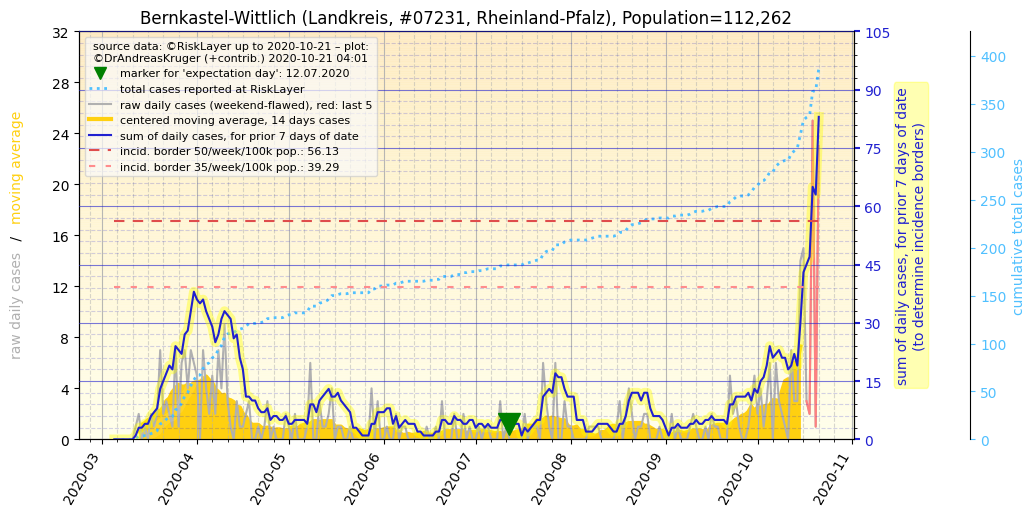 Bernkastel-Wittlich (Landkreis, #07231, Rheinland-Pfalz), Population=112,262
source data: ©RiskLayer up to 2020-10-21 – plot:
©DrAndreasKruger (+contrib.) 2020-10-21 04:01
marker for 'expectation day': 12.07.2020
total cases reported at RiskLayer
raw daily cases (weekend-flawed), red: last 5
centered moving average, 14 days cases
sum of daily cases, for prior 7 days of date
incid. border 50/week/100k pop.: 56.13
incid. border 35/week/100k pop.: 39.29
raw daily cases / moving average
32
28
24
20
16
12
8
4
0
2020-03
2020-04
2020-05
2020-06
2020-07
2020-08
2020-09
2020-10
2020-11
105
90
75
60
45
30
15
0
sum of daily cases, for prior 7 days of date
(to determine incidence borders)
400
350
300
250
200
150
100
50
0
cumulative total cases